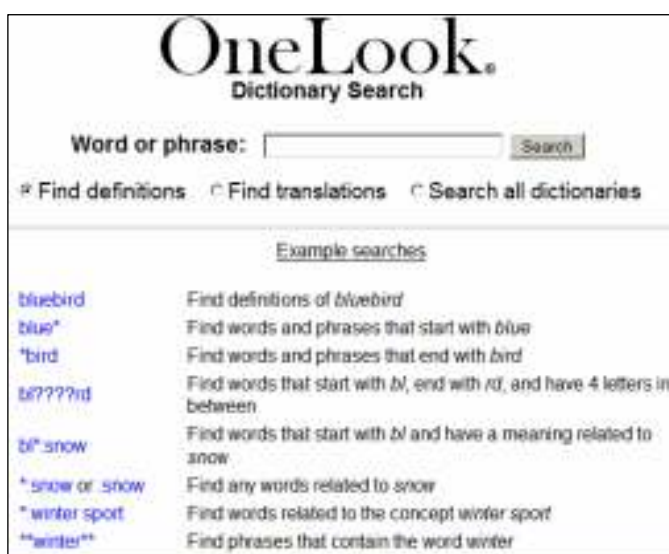 OneLook®
Dictionary Search
Word or phrase: Search
Find definitions Find translations Search all dictionaries
Example searches
bluebird Find definitions of bluebird
blue* Find words and phrases that start with blue
*bird Find words and phrases that end with bird
bl????rd Find words that start with bl, end with rd, and have 4 letters in
between
bl*:snow Find words that start with bl and have a meaning related to
snow
*:snow or :snow Find any words related to snow
*:winter sport Find words related to the concept winter sport
**winter** Find phrases that contain the word winter